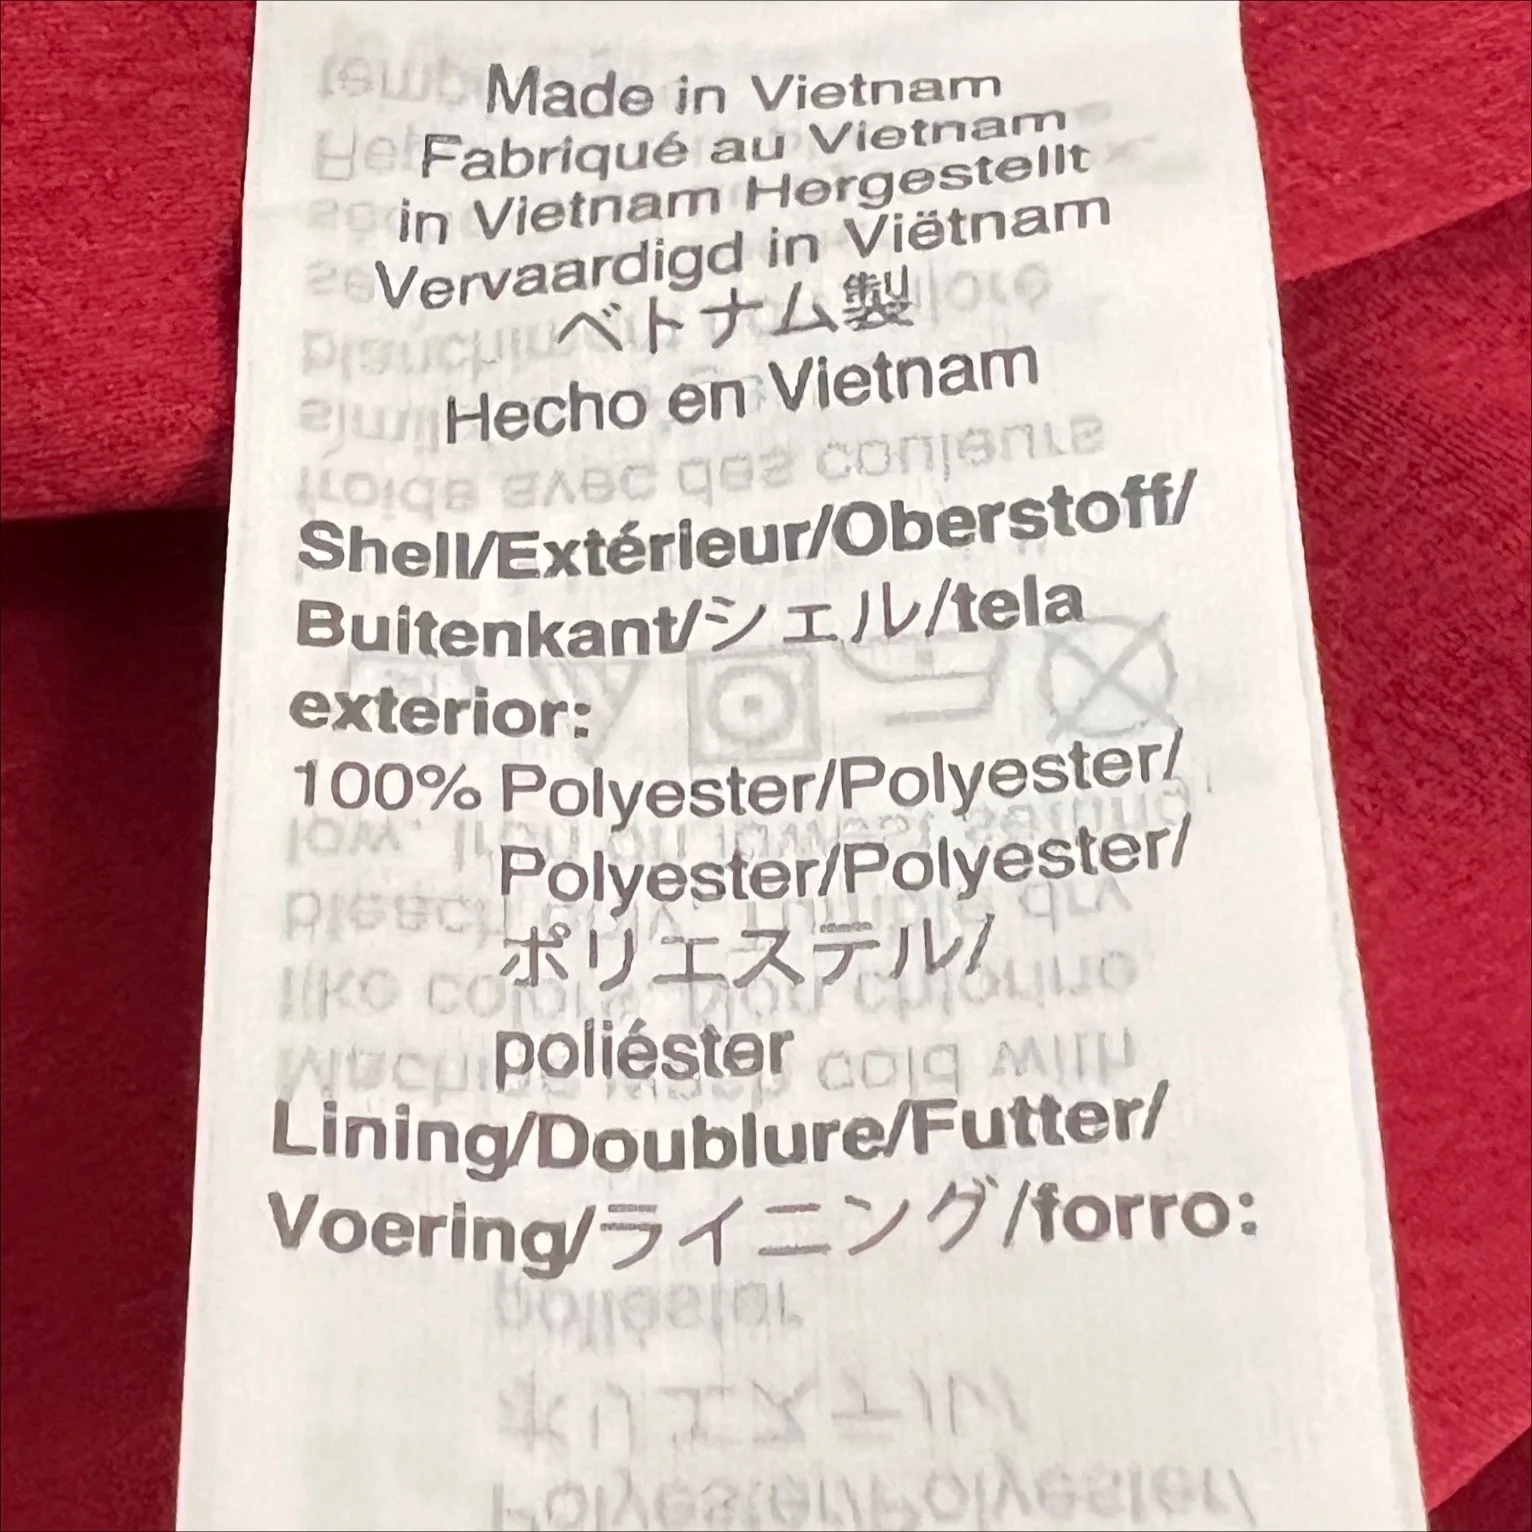 Made in Vietnam
Fabriqué au Vietnam
in Vietnam Hergestellt
Vervaardigd in Viëtnam
ベトナム製
Hecho en Vietnam
Shell/Extérieur/Oberstoff/
Buitenkant/シェル/tela
exterior:
100% Polyester/Polyester/
Polyester/Polyester/
ポリエステル/
poliéster
Lining/Doublure/Futter/
Voering/ライニング/forro: